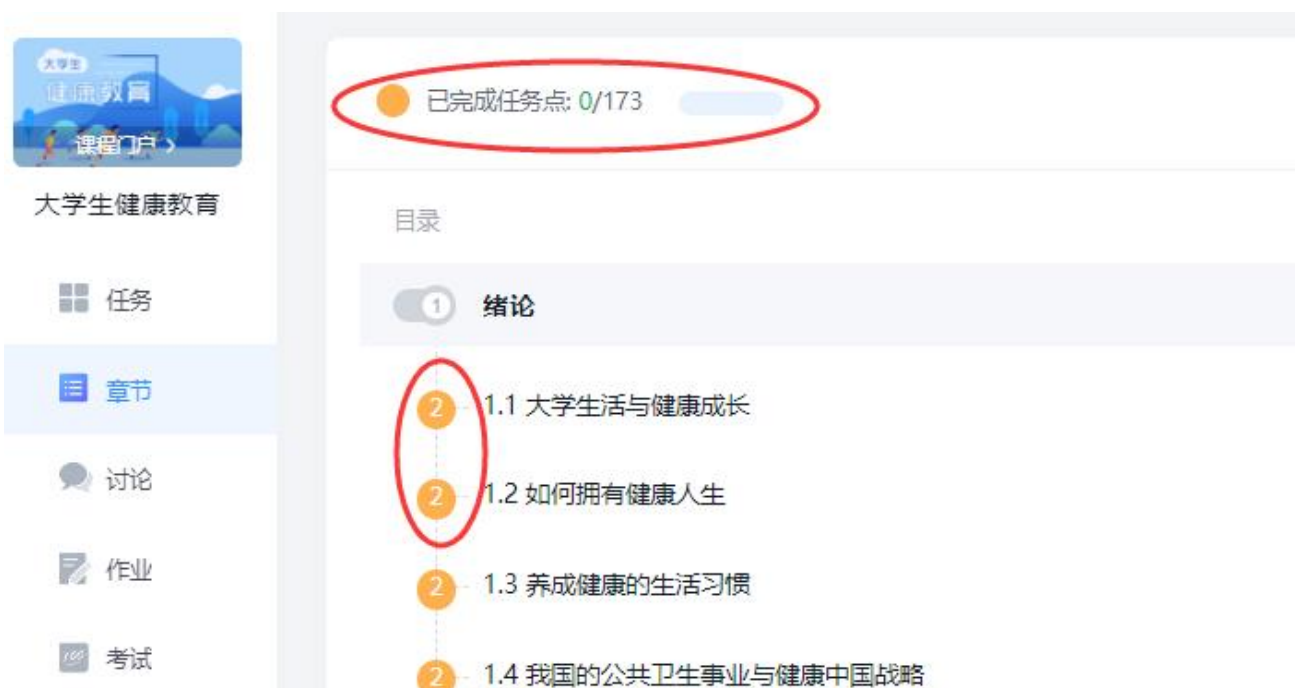 大学生
健康教育
课程门户 >
大学生健康教育
任务
章节
讨论
作业
考试
已完成任务点: 0/173
目录
1 绪论
2 1.1 大学生活与健康成长
2 1.2 如何拥有健康人生
2 1.3 养成健康的生活习惯
2 1.4 我国的公共卫生事业与健康中国战略